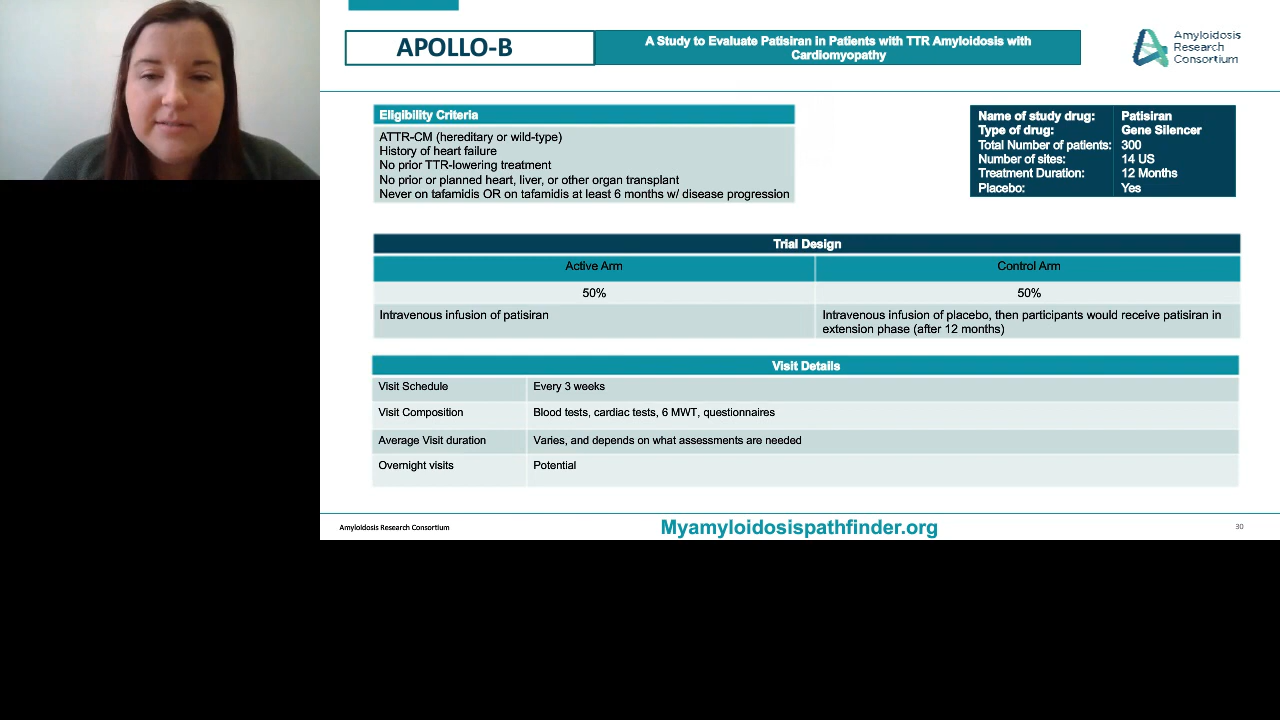 APOLLO-B
A Study to Evaluate Patisiran in Patients with TTR Amyloidosis with
Cardiomyopathy
Amyloidosis
Research
Consortium
Eligibility Criteria
ATTR-CM (hereditary or wild-type)
History of heart failure
No prior TTR-lowering treatment
No prior or planned heart, liver, or other organ transplant
Never on tafamidis OR on tafamidis at least 6 months w/ disease progression
Name of study drug: Patisiran
Type of drug: Gene Silencer
Total Number of patients: 300
Number of sites: 14 US
Treatment Duration: 12 Months
Placebo: Yes
Trial Design
Active Arm Control Arm
50% 50%
Intravenous infusion of patisiran
Intravenous infusion of placebo, then participants would receive patisiran in
extension phase (after 12 months)
Visit Details
Visit Schedule Every 3 weeks
Visit Composition Blood tests, cardiac tests, 6 MWT, questionnaires
Average Visit duration Varies, and depends on what assessments are needed
Overnight visits Potential
Amyloidosis Research Consortium
Myamyloidosispathfinder.org
30